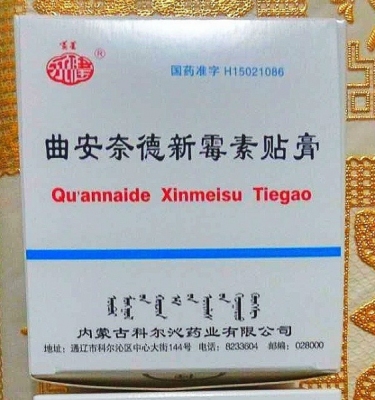 ®
国药准字 H15021086
曲安奈德新霉素贴膏
Qu'annaide Xinmeisu Tiegao
内蒙古科尔沁药业有限公司
地址: 通辽市科尔沁区中心大街144号 电话: 8233604 邮编: 028000